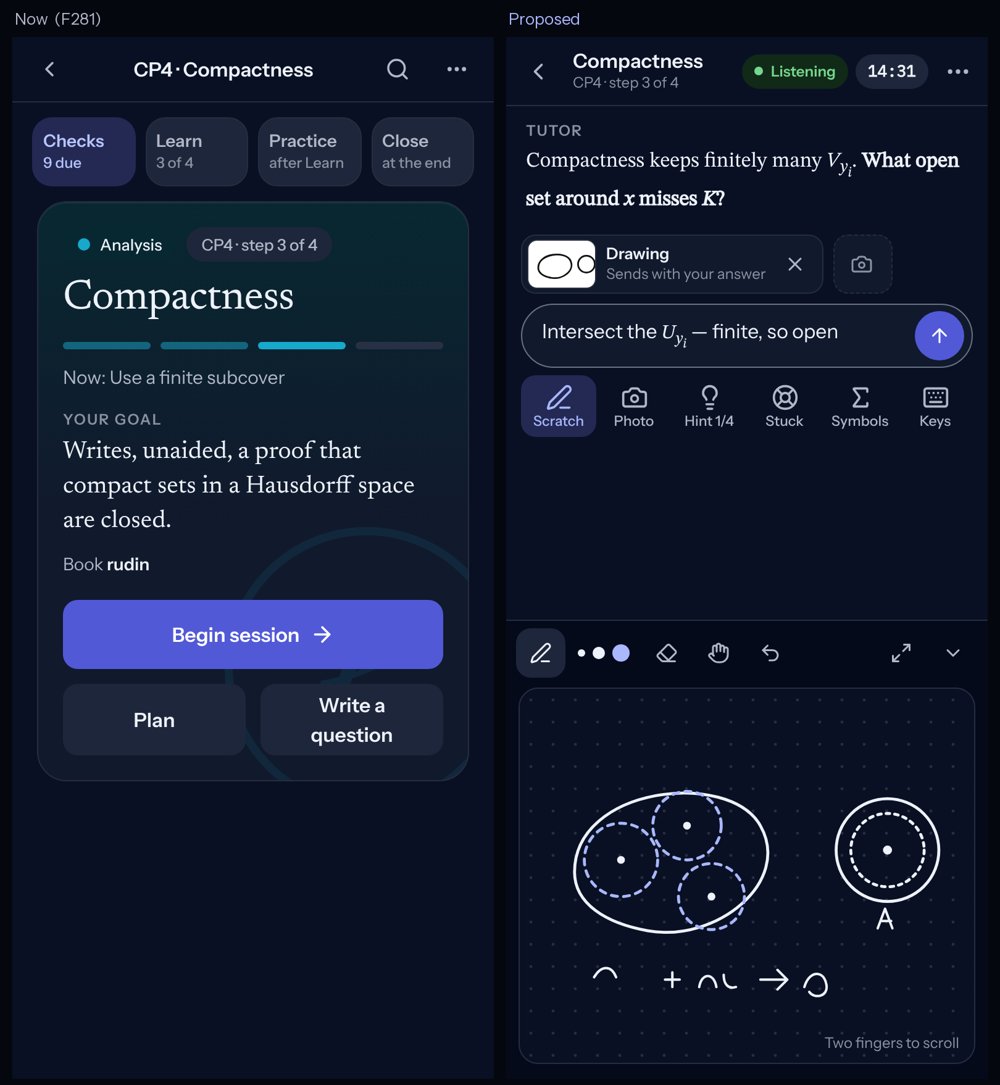 Now (F281)
CP4·Compactness
Checks
9 due
Learn
3 of 4
Practice
after Learn
Close
at the end
Analysis
CP4·step 3 of 4
Compactness
Now: Use a finite subcover
YOUR GOAL
Writes, unaided, a proof that
compact sets in a Hausdorff space
are closed.
Book rudin
Begin session →
Plan
Write a
question
Proposed
Compactness
CP4·step 3 of 4
Listening
14:31
TUTOR
Compactness keeps finitely many V_{y_i}. What open
set around x misses K?
Drawing
Sends with your answer
Intersect the U_{y_i} — finite, so open
Scratch
Photo
Hint 1/4
Stuck
Σ
Symbols
Keys
A
Two fingers to scroll